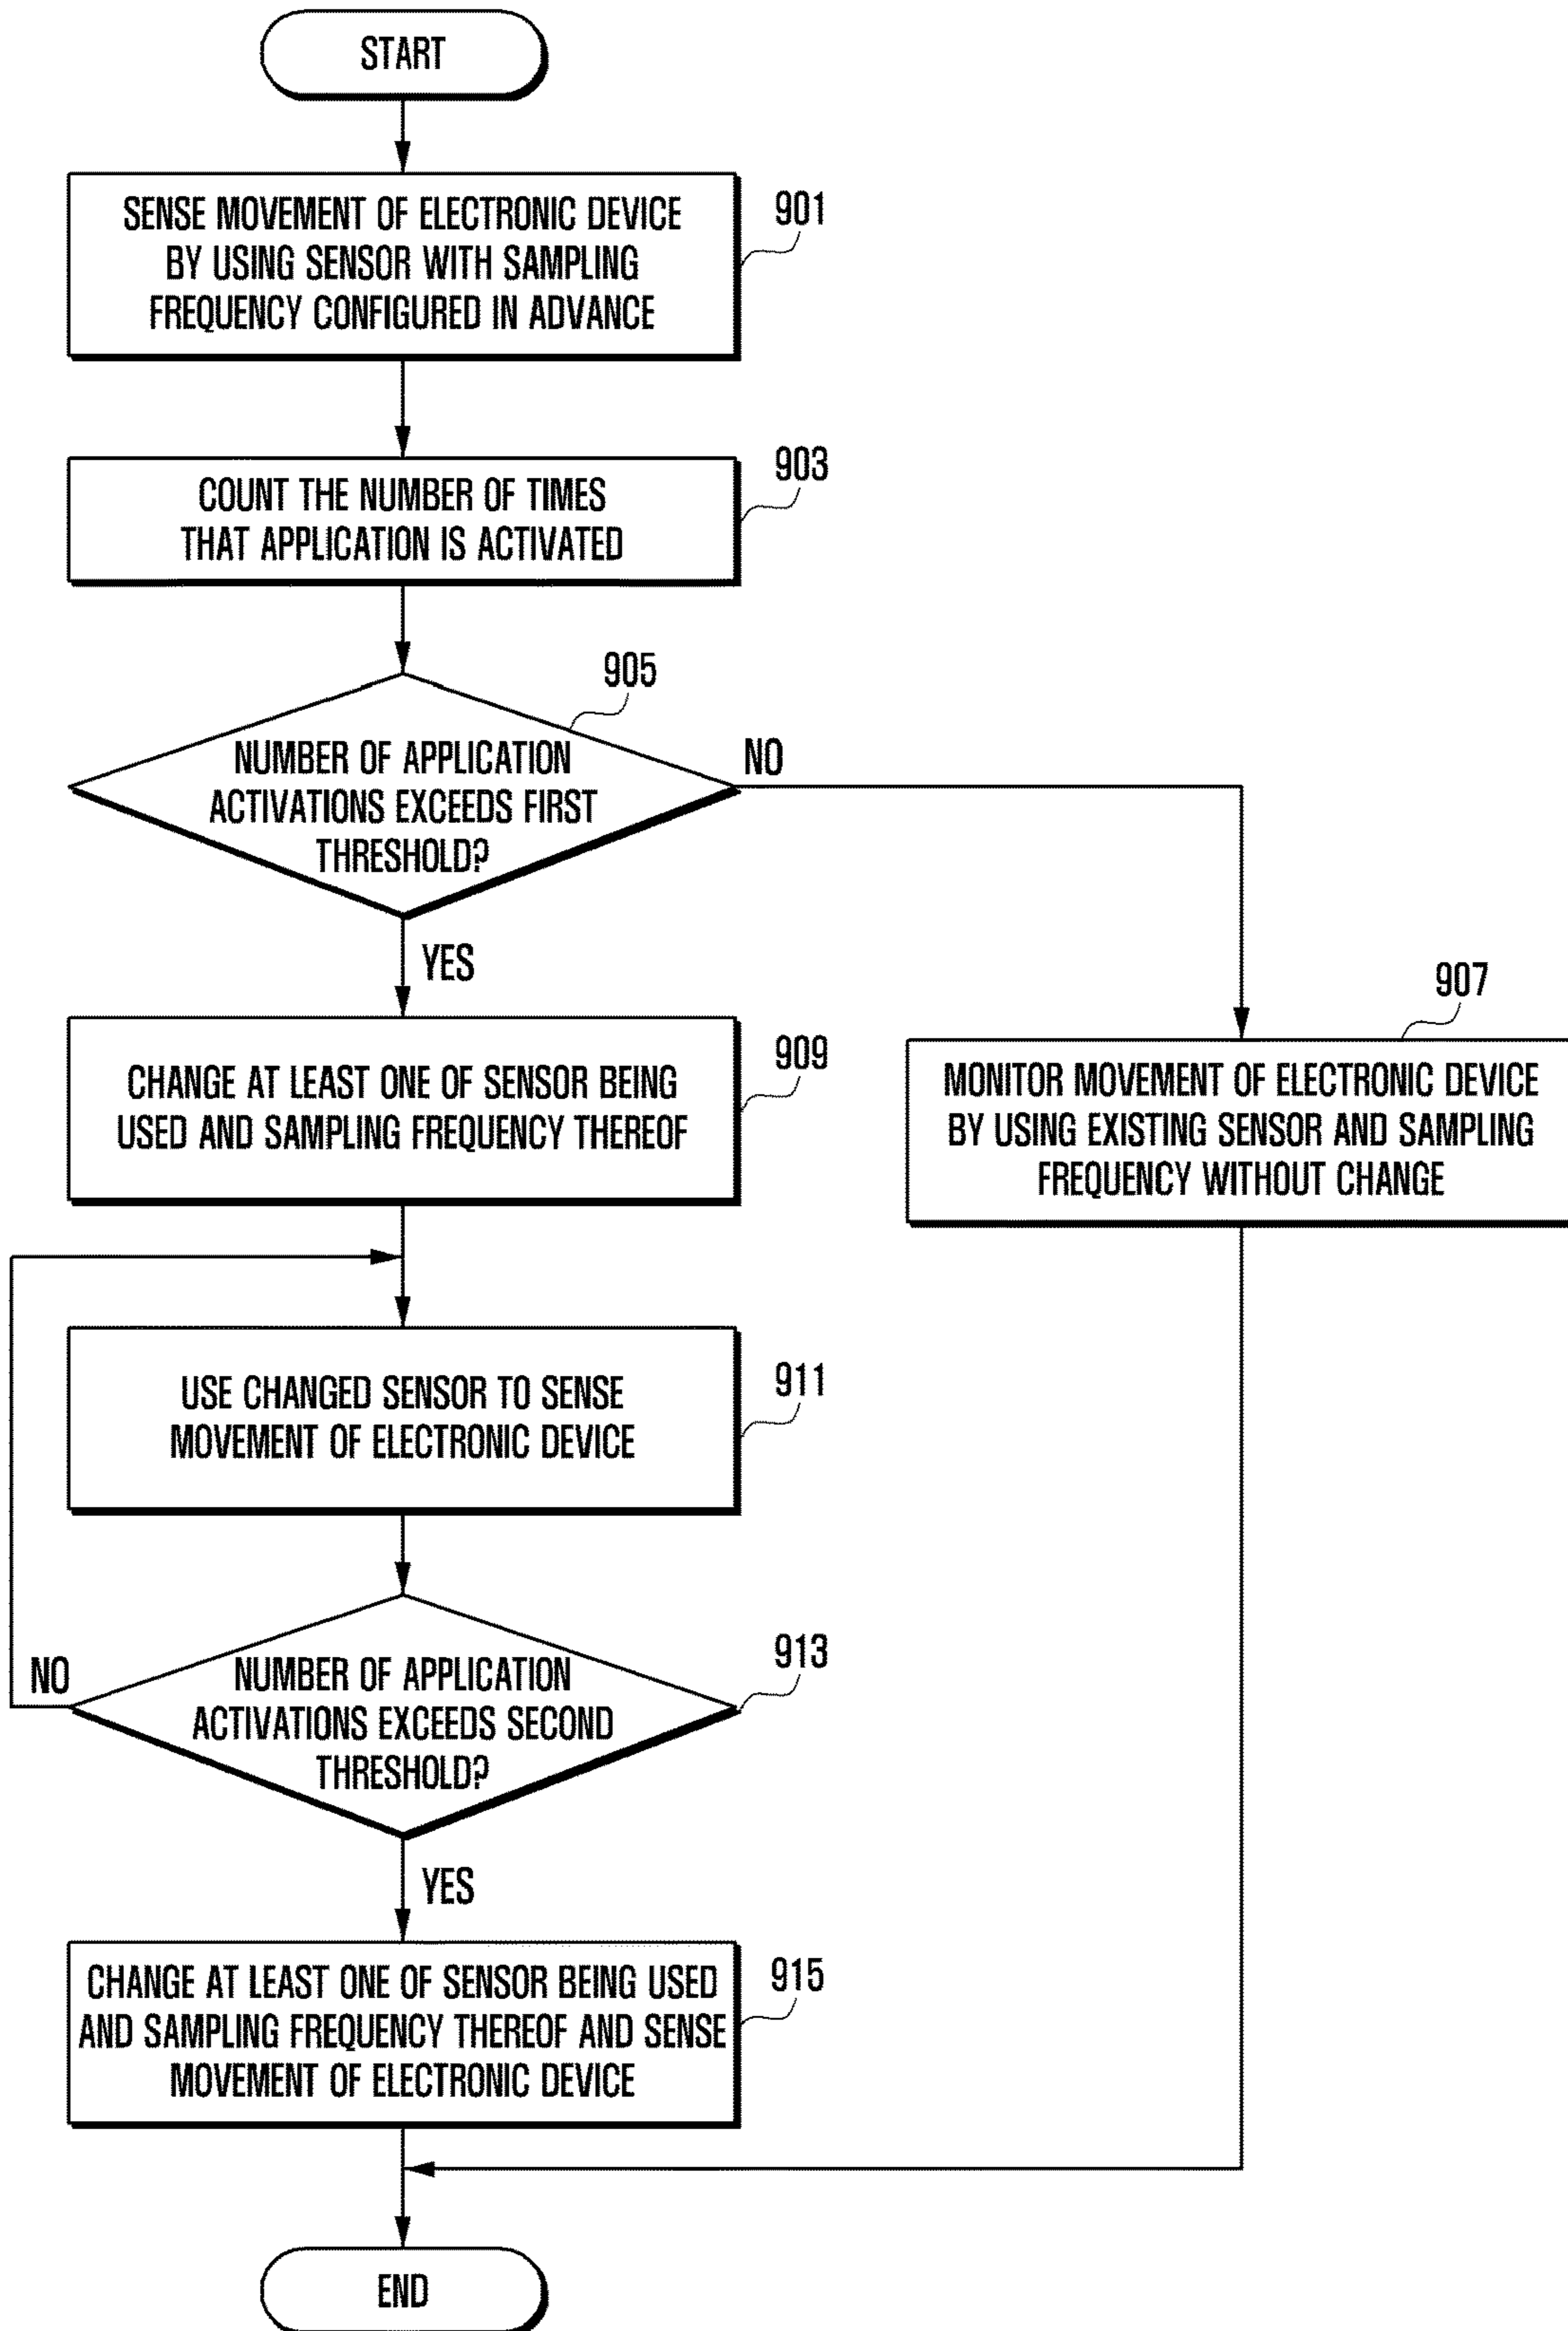 START
SENSE MOVEMENT OF ELECTRONIC DEVICE
BY USING SENSOR WITH SAMPLING
FREQUENCY CONFIGURED IN ADVANCE
901
COUNT THE NUMBER OF TIMES
THAT APPLICATION IS ACTIVATED
903
905
NUMBER OF APPLICATION
ACTIVATIONS EXCEEDS FIRST
THRESHOLD?
NO
YES
907
MONITOR MOVEMENT OF ELECTRONIC DEVICE
BY USING EXISTING SENSOR AND SAMPLING
FREQUENCY WITHOUT CHANGE
CHANGE AT LEAST ONE OF SENSOR BEING
USED AND SAMPLING FREQUENCY THEREOF
909
USE CHANGED SENSOR TO SENSE
MOVEMENT OF ELECTRONIC DEVICE
911
NO
NUMBER OF APPLICATION
ACTIVATIONS EXCEEDS SECOND
THRESHOLD?
913
YES
CHANGE AT LEAST ONE OF SENSOR BEING USED
AND SAMPLING FREQUENCY THEREOF AND SENSE
MOVEMENT OF ELECTRONIC DEVICE
915
END